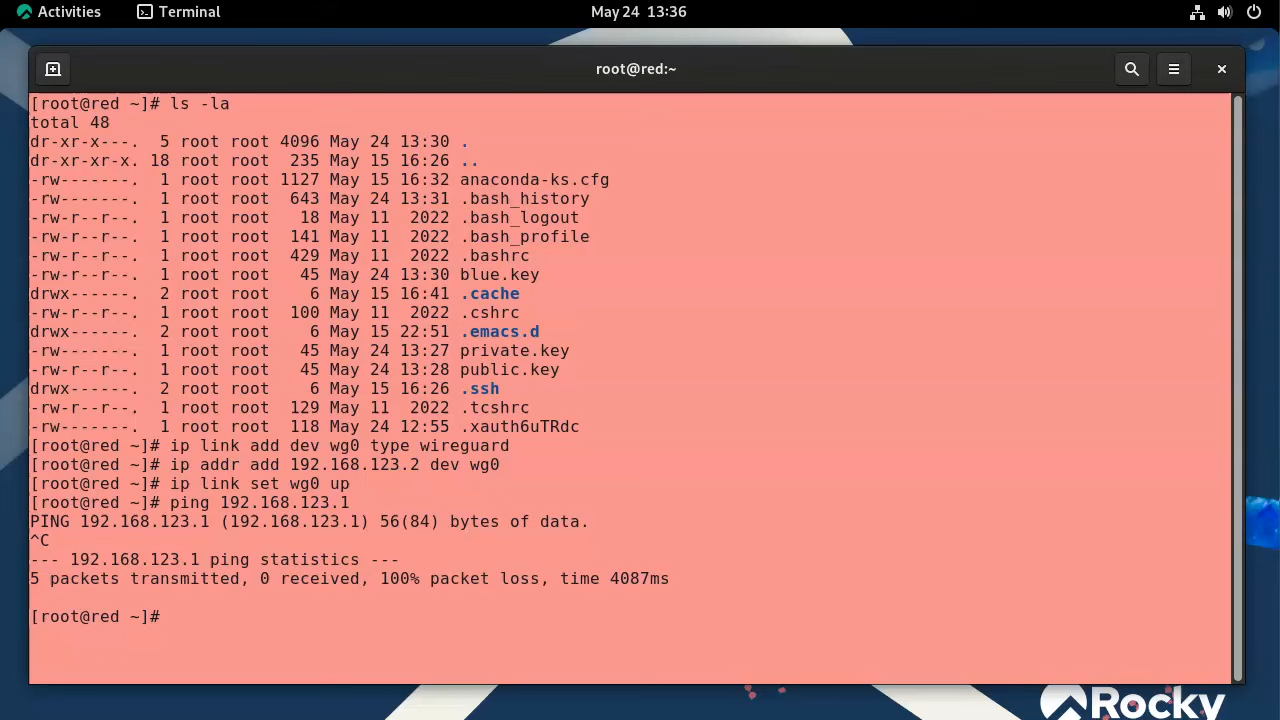 Activities Terminal May 24 13:36
root@red:~
[root@red ~]# ls -la
total 48
dr-xr-x---.  5 root root 4096 May 24 13:30 .
dr-xr-xr-x. 18 root root  235 May 15 16:26 ..
-rw-------.  1 root root 1127 May 15 16:32 anaconda-ks.cfg
-rw-------.  1 root root  643 May 24 13:31 .bash_history
-rw-r--r--.  1 root root   18 May 11  2022 .bash_logout
-rw-r--r--.  1 root root  141 May 11  2022 .bash_profile
-rw-r--r--.  1 root root  429 May 11  2022 .bashrc
-rw-r--r--.  1 root root   45 May 24 13:30 blue.key
drwx------.  2 root root    6 May 15 16:41 .cache
-rw-r--r--.  1 root root  100 May 11  2022 .cshrc
drwx------.  2 root root    6 May 15 22:51 .emacs.d
-rw-------.  1 root root   45 May 24 13:27 private.key
-rw-r--r--.  1 root root   45 May 24 13:28 public.key
drwx------.  2 root root    6 May 15 16:26 .ssh
-rw-r--r--.  1 root root  129 May 11  2022 .tcshrc
-rw-------.  1 root root  118 May 24 12:55 .xauth6uTRdc
[root@red ~]# ip link add dev wg0 type wireguard
[root@red ~]# ip addr add 192.168.123.2 dev wg0
[root@red ~]# ip link set wg0 up
[root@red ~]# ping 192.168.123.1
PING 192.168.123.1 (192.168.123.1) 56(84) bytes of data.
^C
--- 192.168.123.1 ping statistics ---
5 packets transmitted, 0 received, 100% packet loss, time 4087ms
[root@red ~]#
Rocky